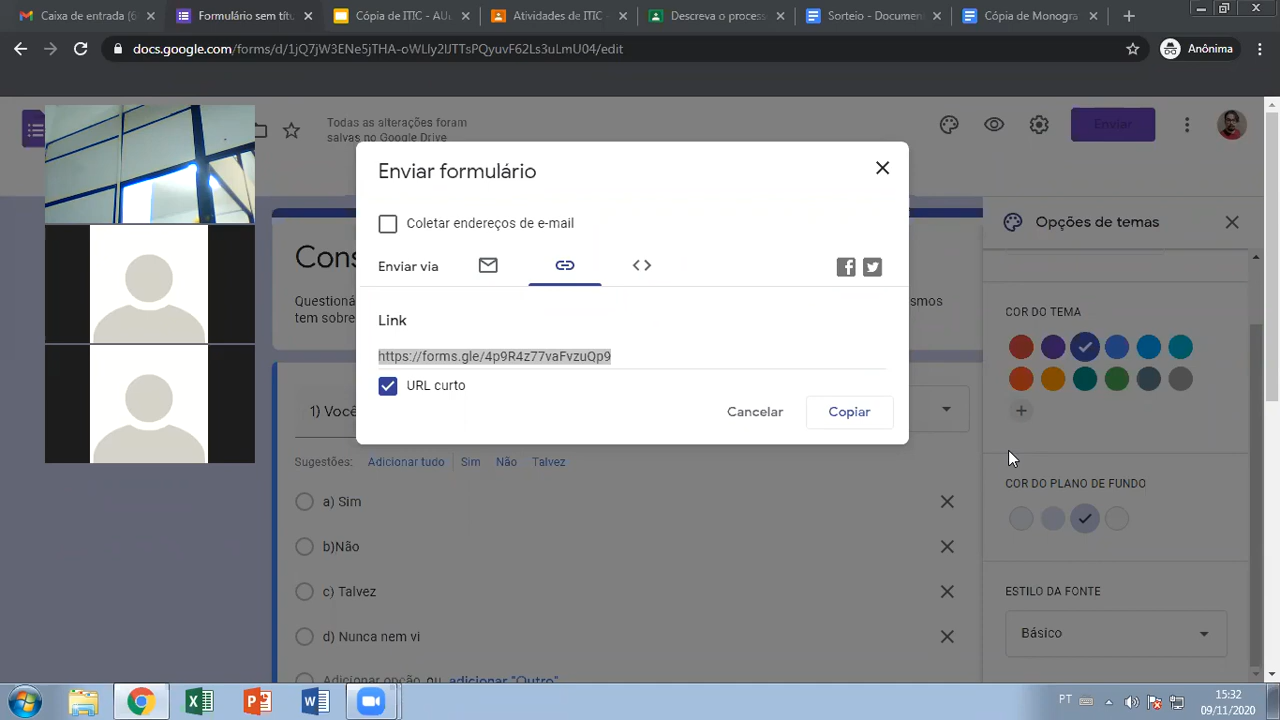 Caixa de entrada (6
Formulário sem títu
Cópia de ITIC - AUu
Atividades de ITIC -
Descreva o process
Sorteio - Document
Cópia de Monogra
docs.google.com/forms/d/1jQ7jW3ENe5jTHA-oWLly2lJTTsPQyuvF62Ls3uLmU04/edit
Anônima
Todas as alterações foram
salvas no Google Drive
Enviar
Enviar formulário
Coletar endereços de e-mail
Enviar via
Link
https://forms.gle/4p9R4z77vaFvzuQp9
URL curto
Cancelar
Copiar
Cons
Questioná
smos
tem sobre
1) Você
Sugestões:
Adicionar tudo
Sim
Não
Talvez
a) Sim
b)Não
c) Talvez
d) Nunca nem vi
Adicionar opção ou adicionar "Outro"
Opções de temas
COR DO TEMA
COR DO PLANO DE FUNDO
ESTILO DA FONTE
Básico
PT
15:32
09/11/2020